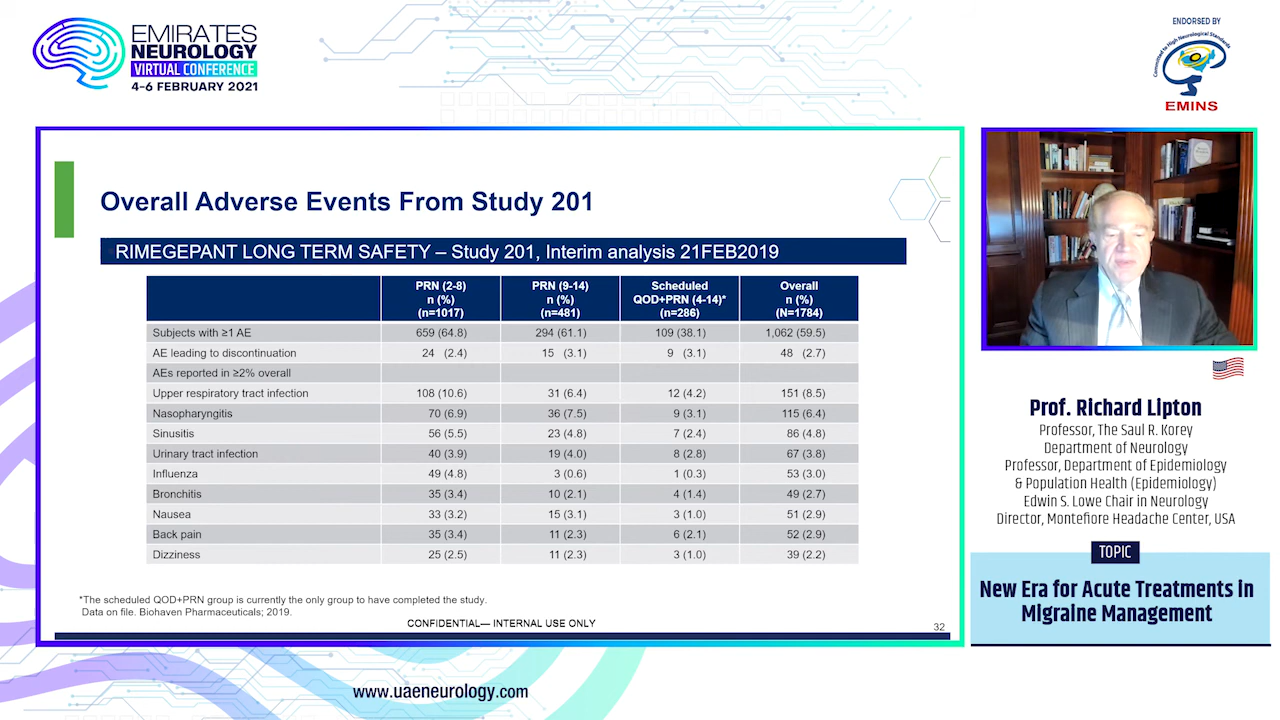 EMIRATES
NEUROLOGY
VIRTUAL CONFERENCE
4-6 FEBRUARY 2021
ENDORSED BY
Committed to High Neurological Standards
EMINS
Overall Adverse Events From Study 201
RIMEGEPANT LONG TERM SAFETY – Study 201, Interim analysis 21FEB2019
PRN (2-8) n (%) (n=1017) PRN (9-14) n (%) (n=481) Scheduled QOD+PRN (4-14)* (n=286) Overall n (%) (N=1784)
Subjects with ≥1 AE 659 (64.8) 294 (61.1) 109 (38.1) 1,062 (59.5)
AE leading to discontinuation 24 (2.4) 15 (3.1) 9 (3.1) 48 (2.7)
AEs reported in ≥2% overall
Upper respiratory tract infection 108 (10.6) 31 (6.4) 12 (4.2) 151 (8.5)
Nasopharyngitis 70 (6.9) 36 (7.5) 9 (3.1) 115 (6.4)
Sinusitis 56 (5.5) 23 (4.8) 7 (2.4) 86 (4.8)
Urinary tract infection 40 (3.9) 19 (4.0) 8 (2.8) 67 (3.8)
Influenza 49 (4.8) 3 (0.6) 1 (0.3) 53 (3.0)
Bronchitis 35 (3.4) 10 (2.1) 4 (1.4) 49 (2.7)
Nausea 33 (3.2) 15 (3.1) 3 (1.0) 51 (2.9)
Back pain 35 (3.4) 11 (2.3) 6 (2.1) 52 (2.9)
Dizziness 25 (2.5) 11 (2.3) 3 (1.0) 39 (2.2)
*The scheduled QOD+PRN group is currently the only group to have completed the study.
Data on file. Biohaven Pharmaceuticals; 2019.
CONFIDENTIAL— INTERNAL USE ONLY
32
Prof. Richard Lipton
Professor, The Saul R. Korey
Department of Neurology
Professor, Department of Epidemiology
& Population Health (Epidemiology)
Edwin S. Lowe Chair in Neurology
Director, Montefiore Headache Center, USA
TOPIC
New Era for Acute Treatments in
Migraine Management
www.uaeneurology.com